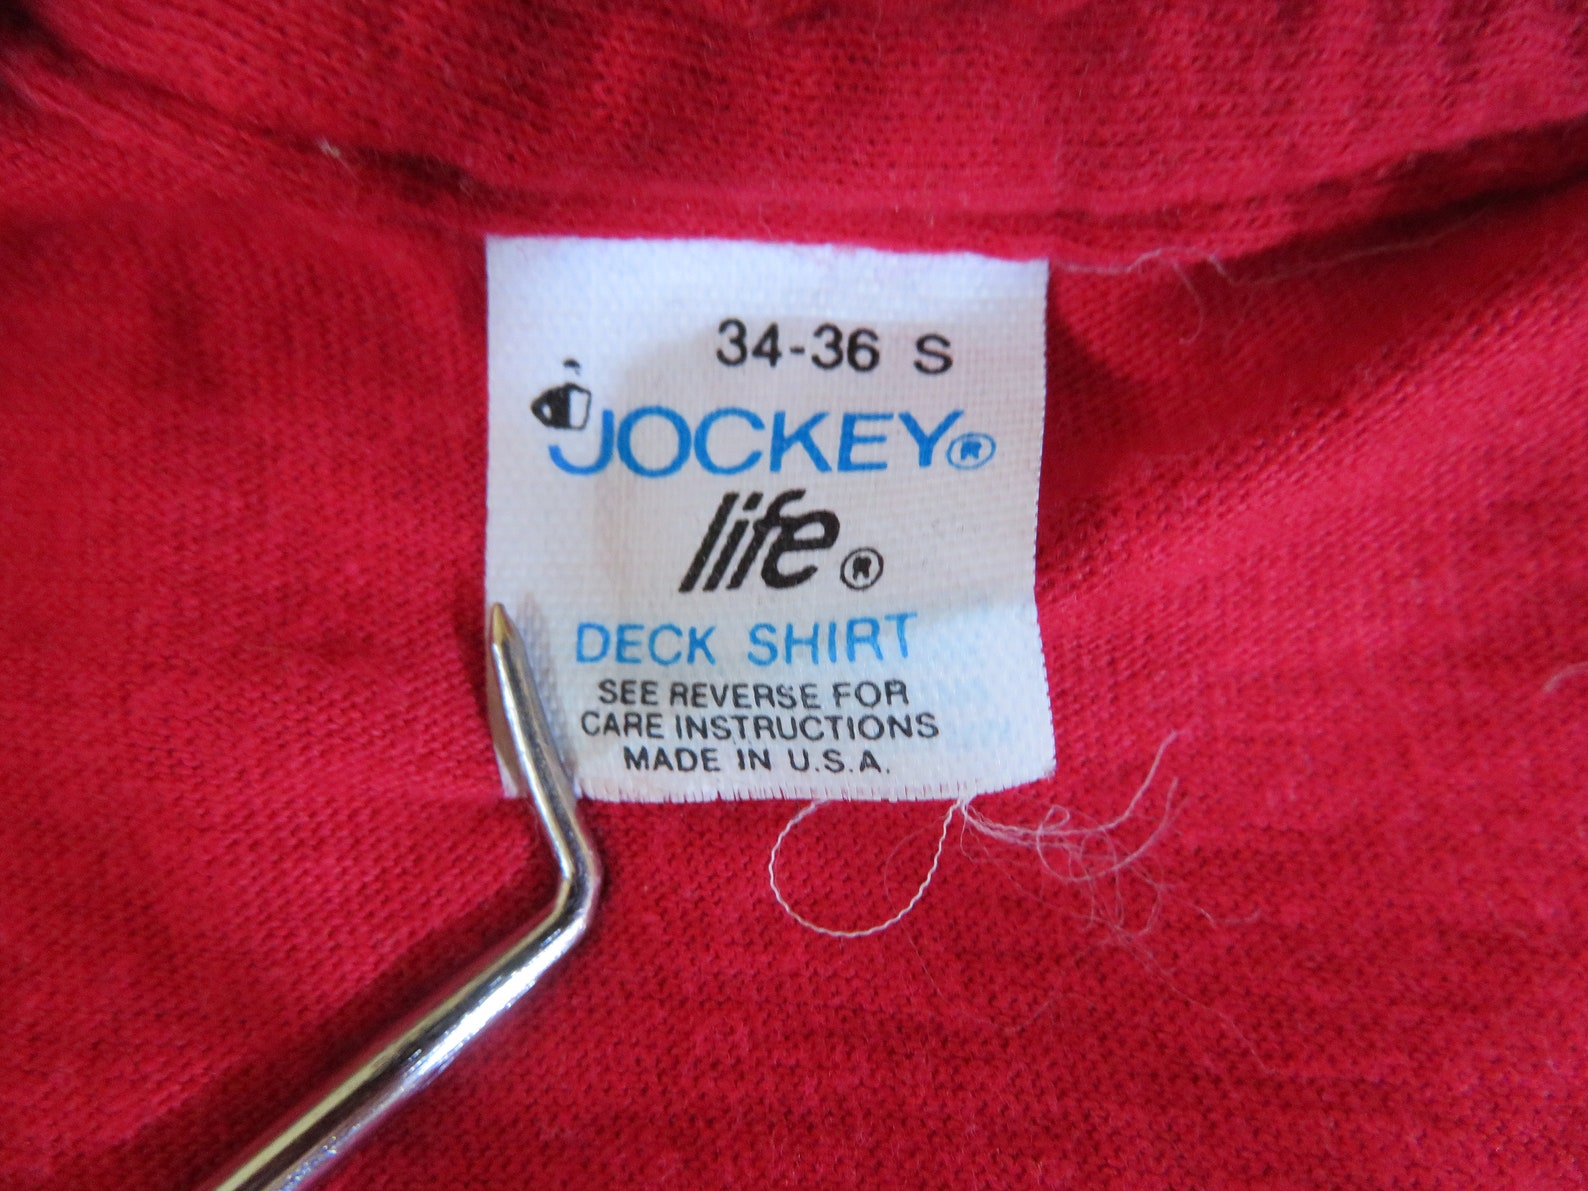 34-36 S
JOCKEY®
life®
DECK SHIRT
SEE REVERSE FOR
CARE INSTRUCTIONS
MADE IN U.S.A.